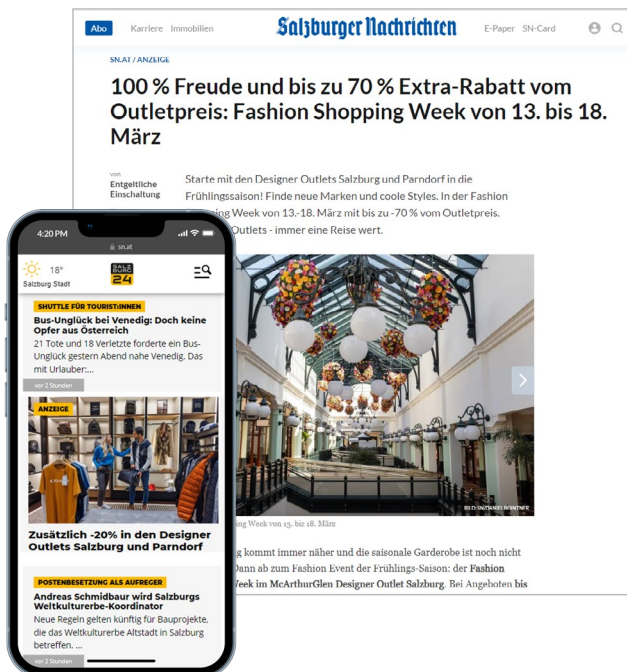 Abo
Karriere Immobilien
Salzburger Nachrichten
E-Paper SN-Card
SN.AT / ANZEIGE
100 % Freude und bis zu 70 % Extra-Rabatt vom
Outletpreis: Fashion Shopping Week von 13. bis 18.
März
von
Entgeltliche
Einschaltung
Starte mit den Designer Outlets Salzburg und Parndorf in die
Frühlingssaison! Finde neue Marken und coole Styles. In der Fashion
Week von 13.-18. März mit bis zu -70 % vom Outletpreis.
Outlets - immer eine Reise wert.
BILD: SN/DANIEL ROINTNER
Week von 13. bis 18. März
kommt immer näher und die saisonale Garderobe ist noch nicht
Dann ab zum Fashion Event der Frühlings-Saison: der Fashion
Week im McArthurGlen Designer Outlet Salzburg. Bei Angeboten bis
4:20 PM
sn.at
18°
Salzburg Stadt
SALZ
BURG
24
SHUTTLE FÜR TOURIST:INNEN
Bus-Unglück bei Venedig: Doch keine
Opfer aus Österreich
21 Tote und 18 Verletzte forderte ein Bus-
Unglück gestern Abend nahe Venedig. Das
mit Urlauber:...
vor 2 Stunden
ANZEIGE
Zusätzlich -20% in den Designer
Outlets Salzburg und Parndorf
POSTENBESETZUNG ALS AUFREGER
Andreas Schmidbaur wird Salzburgs
Weltkulturerbe-Koordinator
Neue Regeln gelten künftig für Bauprojekte,
die das Weltkulturerbe Altstadt in Salzburg
betreffen. ...
vor 2 Stunden